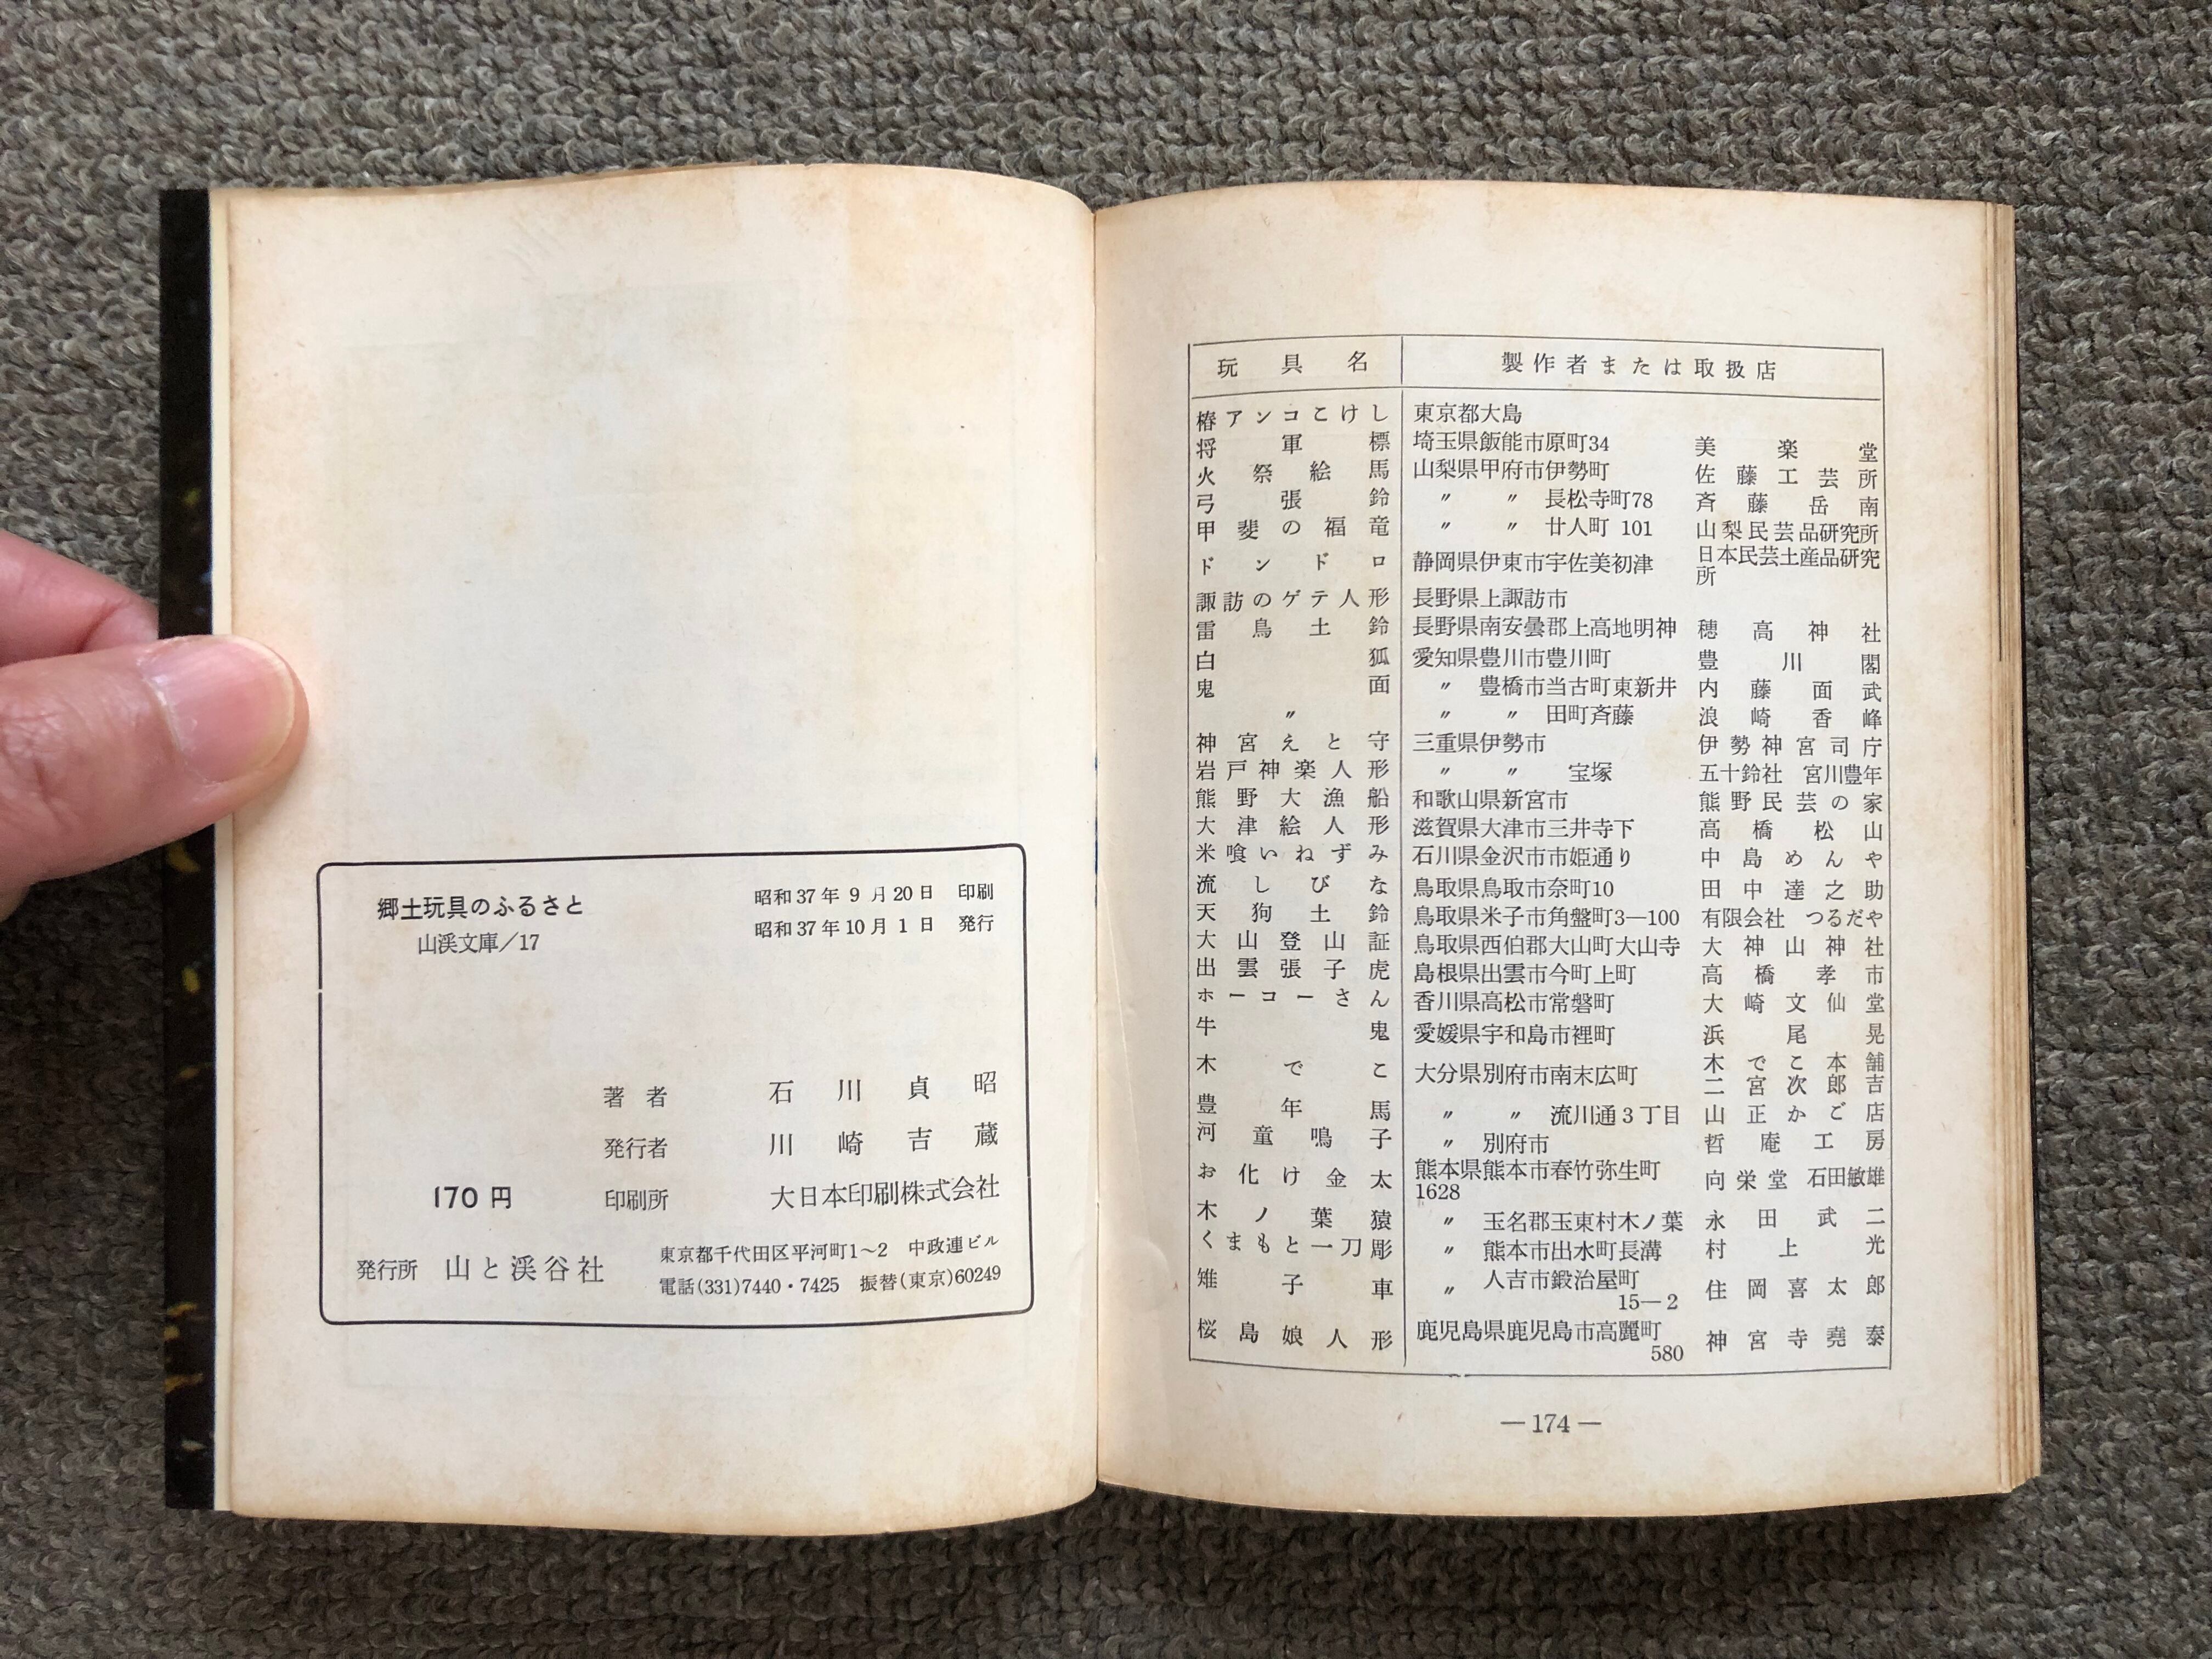 郷土玩具のふるさと
山渓文庫／17
昭和37年9月20日 印刷
昭和37年10月1日 発行
著者 石川貞昭
発行者 川崎吉蔵
170円 印刷所 大日本印刷株式会社
発行所 山と渓谷社
東京都千代田区平河町1〜2 中政連ビル
電話(331)7440・7425 振替(東京)60249
玩具名 製作者または取扱店
椿アンコこけし 東京都大島
将軍標 埼玉県飯能市原町34 美楽堂
火祭絵馬 山梨県甲府市伊勢町 佐藤工芸所
弓張鈴 〃 〃 長松寺町78 斉藤岳南
甲斐の福竜 〃 〃 廿人町 101 山梨民芸品研究所
ドンドロ 静岡県伊東市宇佐美初津 日本民芸土産品研究所
諏訪のゲテ人形 長野県上諏訪市
雷鳥土鈴 長野県南安曇郡上高地明神 穂高神社
白狐 愛知県豊川市豊川町 豊川閣
鬼面 〃 豊橋市当古町東新井 内藤面武
〃 〃 〃 田町斉藤 浪崎香峰
神宮えと守 三重県伊勢市 伊勢神宮司庁
岩戸神楽人形 〃 〃 宝塚 五十鈴社 宮川豊年
熊野大漁船 和歌山県新宮市 熊野民芸の家
大津絵人形 滋賀県大津市三井寺下 高橋松山
米喰いねずみ 石川県金沢市市姫通り 中島めんや
流しびな 鳥取県鳥取市奈町10 田中達之助
天狗土鈴 鳥取県米子市角盤町3―100 有限会社 つるだや
大山登山証 鳥取県西伯郡大山町大山寺 大神山神社
出雲張子虎 島根県出雲市今町上町 高橋孝市
ホーコーさん 香川県高松市常磐町 大崎文仙堂
牛鬼 愛媛県宇和島市裡町 浜尾晃
木でこ 大分県別府市南末広町 木でこ本舗 二宮次郎吉
豊年馬 〃 〃 流川通3丁目 山正かご店
河童鳴子 〃 別府市 哲庵工房
お化け金太 熊本県熊本市春竹弥生町1628 向栄堂 石田敏雄
木ノ葉猿 〃 玉名郡玉東村木ノ葉 永田武二
くまもと一刀彫 〃 熊本市出水町長溝 村上光
雉子車 〃 人吉市鍛治屋町15―2 住岡喜太郎
桜島娘人形 鹿児島県鹿児島市高麗町580 神宮寺堯泰
―174―